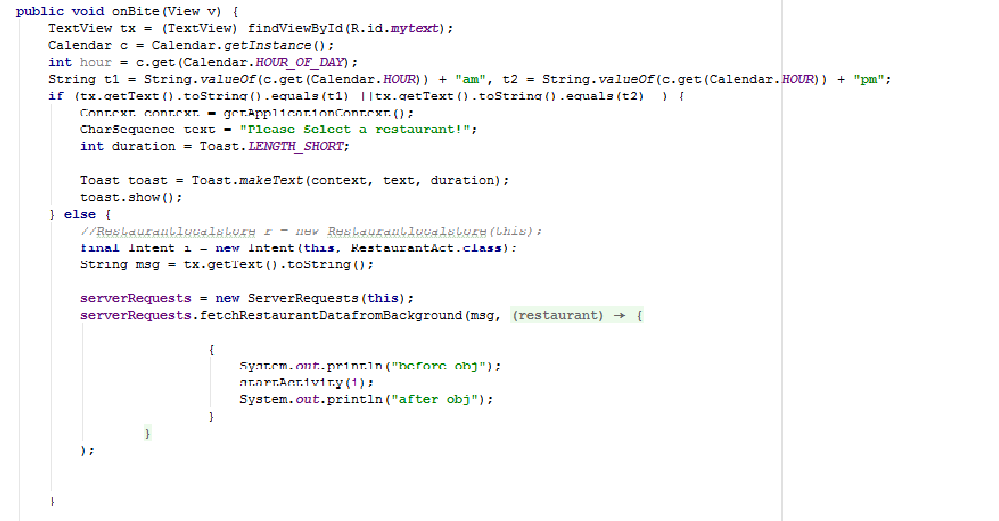 public void onBite(View v) {
TextView tx = (TextView) findViewById(R.id.mytext);
Calendar c = Calendar.getInstance();
int hour = c.get(Calendar.HOUR_OF_DAY);
String t1 = String.valueOf(c.get(Calendar.HOUR)) + "am", t2 = String.valueOf(c.get(Calendar.HOUR)) + "pm";
if (tx.getText().toString().equals(t1) ||tx.getText().toString().equals(t2)  ) {
Context context = getApplicationContext();
CharSequence text = "Please Select a restaurant!";
int duration = Toast.LENGTH_SHORT;
Toast toast = Toast.makeText(context, text, duration);
toast.show();
} else {
//Restaurantlocalstore r = new Restaurantlocalstore(this);
final Intent i = new Intent(this, RestaurantAct.class);
String msg = tx.getText().toString();
serverRequests = new ServerRequests(this);
serverRequests.fetchRestaurantDatafromBackground(msg, (restaurant) → {
{
System.out.println("before obj");
startActivity(i);
System.out.println("after obj");
}
}
);
}